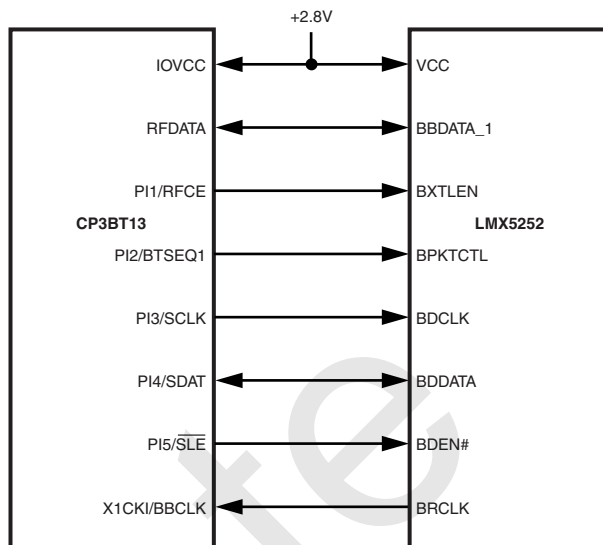 +2.8V
IOVCC VCC
RFDATA BBDATA_1
PI1/RFCE BXTLEN
CP3BT13 LMX5252
PI2/BTSEQ1 BPKTCTL
PI3/SCLK BDCLK
PI4/SDAT BDDATA
PI5/SLE BDEN#
X1CKI/BBCLK BRCLK
te